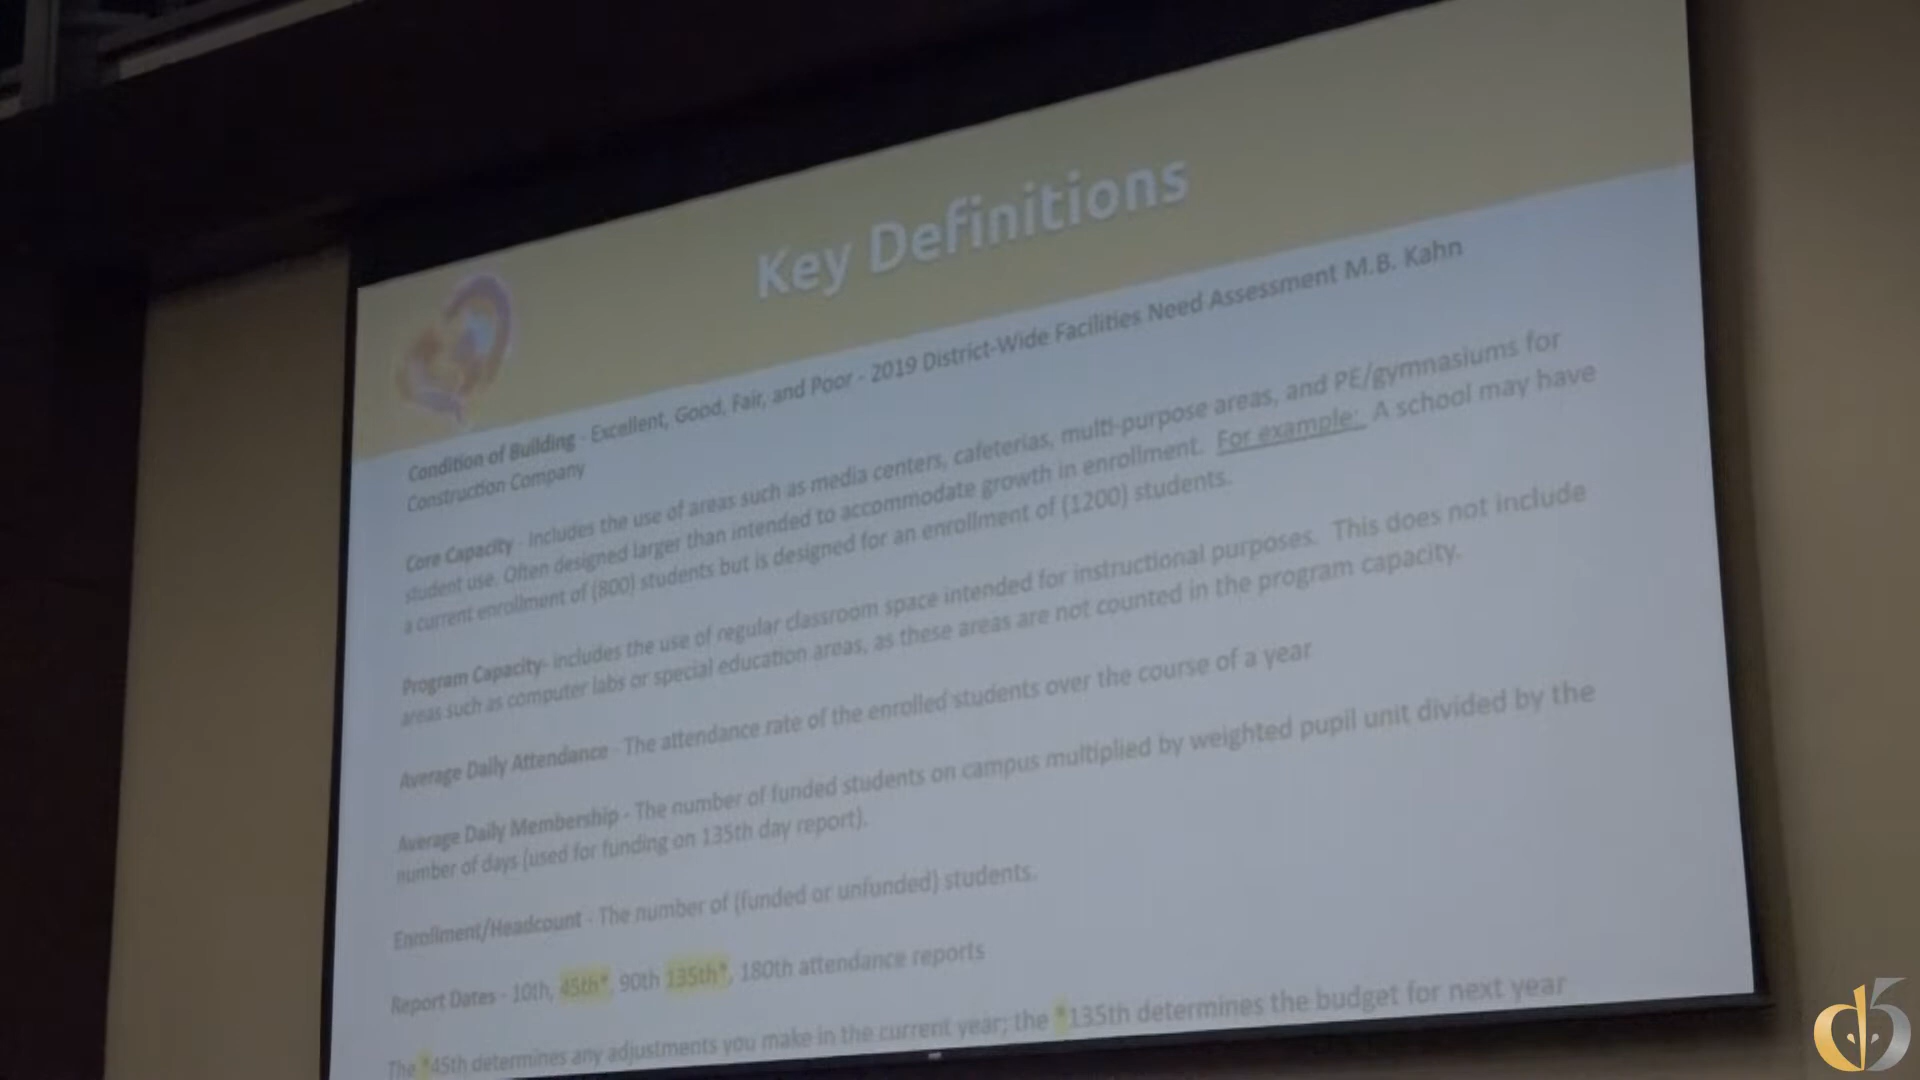 Key Definitions
Condition of Building - Excellent, Good, Fair, and Poor - 2019 District-Wide Facilities Need Assessment M.B. Kahn
Construction Company
Core Capacity - Includes the use of areas such as media centers, cafeterias, multi-purpose areas, and PE/gymnasiums for
student use. Often designed larger than intended to accommodate growth in enrollment. For example: A school may have
a current enrollment of (800) students but is designed for an enrollment of (1200) students.
Program Capacity- includes the use of regular classroom space intended for instructional purposes. This does not include
areas such as computer labs or special education areas, as these areas are not counted in the program capacity.
Average Daily Attendance - The attendance rate of the enrolled students over the course of a year
Average Daily Membership - The number of funded students on campus multiplied by weighted pupil unit divided by the
number of days (used for funding on 135th day report).
Enrollment/Headcount - The number of (funded or unfunded) students.
Report Dates - 10th, 45th*, 90th 135th*, 180th attendance reports
The *45th determines any adjustments you make in the current year; the *135th determines the budget for next year
d5